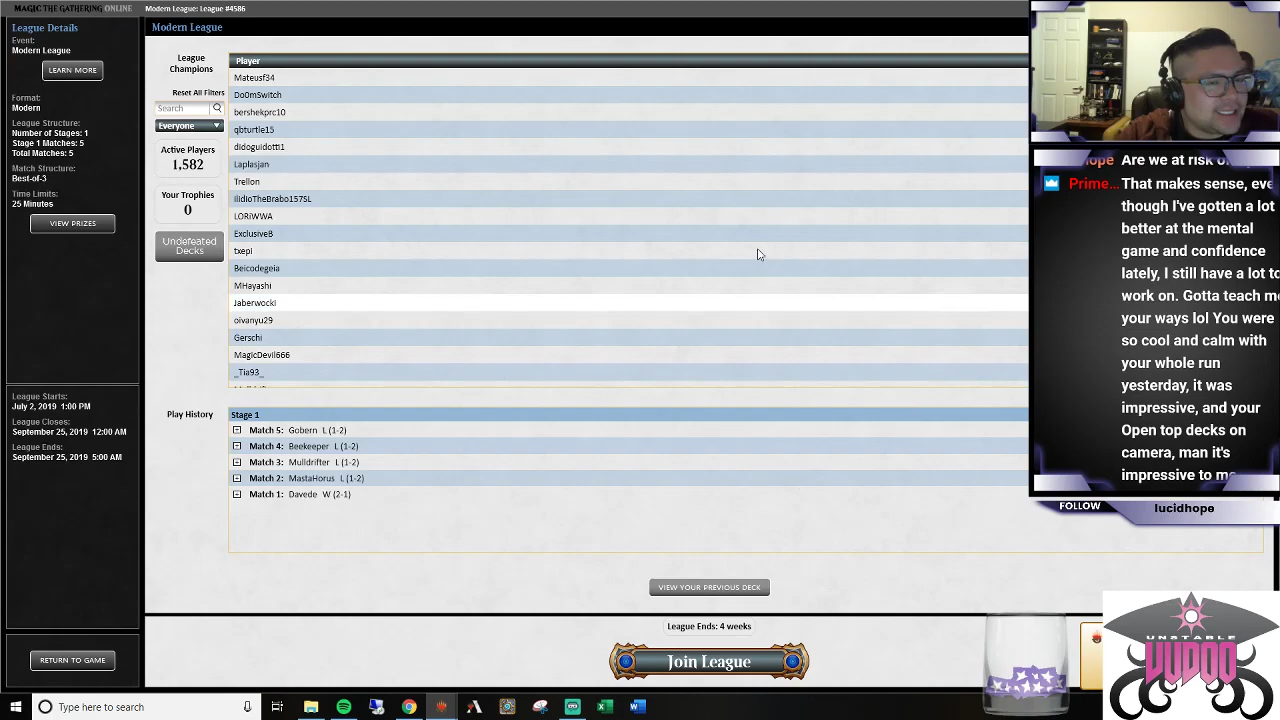 MAGIC THE GATHERING ONLINE
Modern League: League #4586
League Details
Event:
Modern League
LEARN MORE
Format:
Modern
League Structure:
Number of Stages: 1
Stage 1 Matches: 5
Total Matches: 5
Match Structure:
Best-of-3
Time Limits:
25 Minutes
VIEW PRIZES
League Starts:
July 2, 2019 1:00 PM
League Closes:
September 25, 2019 12:00 AM
League Ends:
September 25, 2019 5:00 AM
RETURN TO GAME
Modern League
League
Champions
Reset All Filters
Search
Everyone
Active Players
1,582
Your Trophies
0
Undefeated
Decks
Player
Mateusf34
Do0mSwitch
bershekprc10
qbturtle15
didoguidotti1
Laplasjan
Trellon
ilidioTheBrabo157SL
LORiWWA
ExclusiveB
txepi
Beicodegeia
MHayashi
Jaberwocki
oivanyu29
Gerschi
MagicDevil666
_Tia93_
Play History
Stage 1
Match 5: Gobern L (1-2)
Match 4: Beekeeper L (1-2)
Match 3: Mulldrifter L (1-2)
Match 2: MastaHorus L (1-2)
Match 1: Davede W (2-1)
VIEW YOUR PREVIOUS DECK
League Ends: 4 weeks
Join League
Are we at risk
Prime... That makes sense, eve
though I've gotten a lot
better at the mental
game and confidence
lately, I still have a lot to
work on. Gotta teach me
your ways lol You were
so cool and calm with
your whole run
yesterday, it was
impressive, and your
Open top decks on
camera, man it's
impressive to me
FOLLOW
lucidhope
UNSTABLE
VUDOO
Type here to search